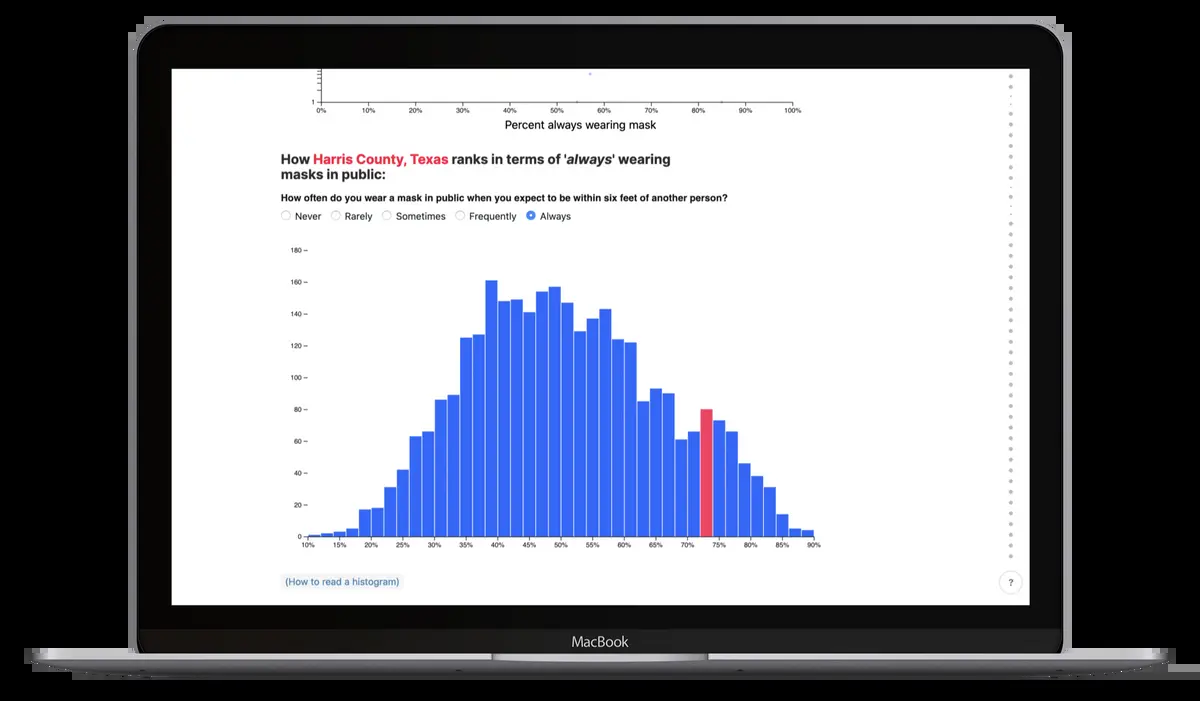 1
0% 10% 20% 30% 40% 50% 60% 70% 80% 90% 100%
Percent always wearing mask
How Harris County, Texas ranks in terms of 'always' wearing
masks in public:
How often do you wear a mask in public when you expect to be within six feet of another person?
Never Rarely Sometimes Frequently Always
180
160
140
120
100
80
60
40
20
0
10% 15% 20% 25% 30% 35% 40% 45% 50% 55% 60% 65% 70% 75% 80% 85% 90%
(How to read a histogram)
?
MacBook